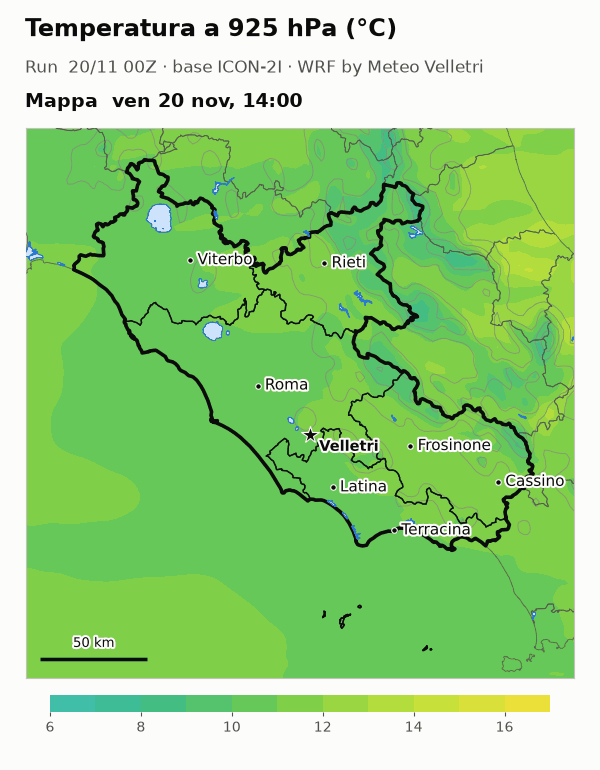 Temperatura a 925 hPa (°C)
Run  20/11 00Z · base ICON-2I · WRF by Meteo Velletri
Mappa  ven 20 nov, 14:00
Viterbo
Rieti
Roma
Velletri
Frosinone
Cassino
Latina
Terracina
50 km
6 8 10 12 14 16